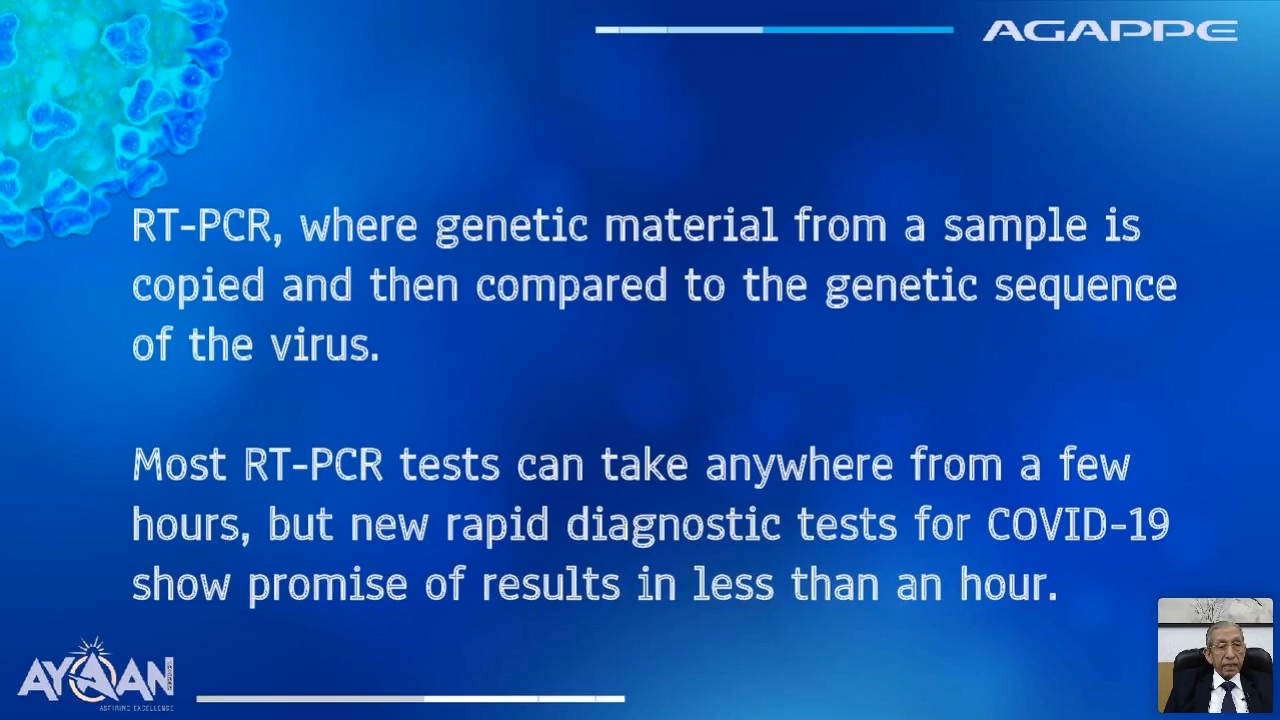 AGAPPE
RT-PCR, where genetic material from a sample is
copied and then compared to the genetic sequence
of the virus.
Most RT-PCR tests can take anywhere from a few
hours, but new rapid diagnostic tests for COVID-19
show promise of results in less than an hour.
AYAAN
ASPIRING EXCELLENCE